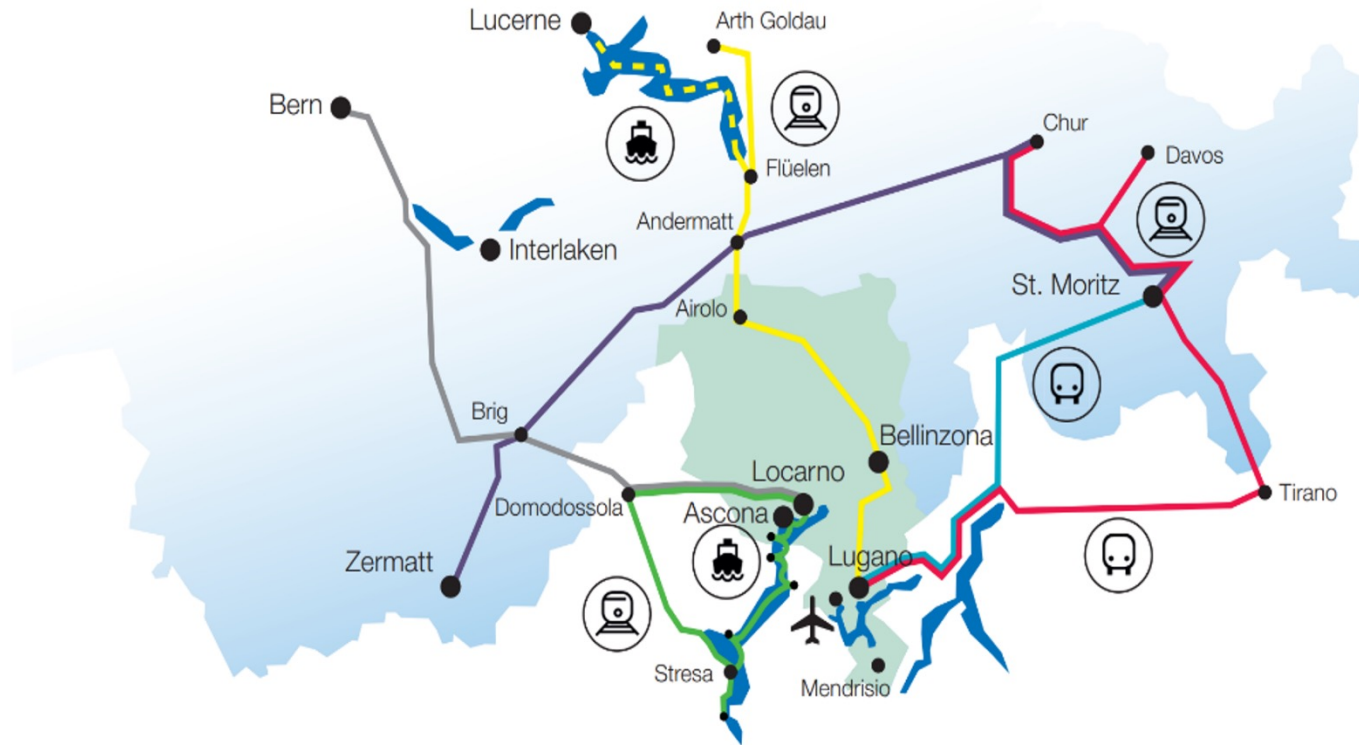 Lucerne
Arth Goldau
Bern
Chur
Davos
Flüelen
Andermatt
Interlaken
St. Moritz
Airolo
Brig
Bellinzona
Locarno
Domodossola
Ascona
Tirano
Zermatt
Lugano
Stresa
Mendrisio